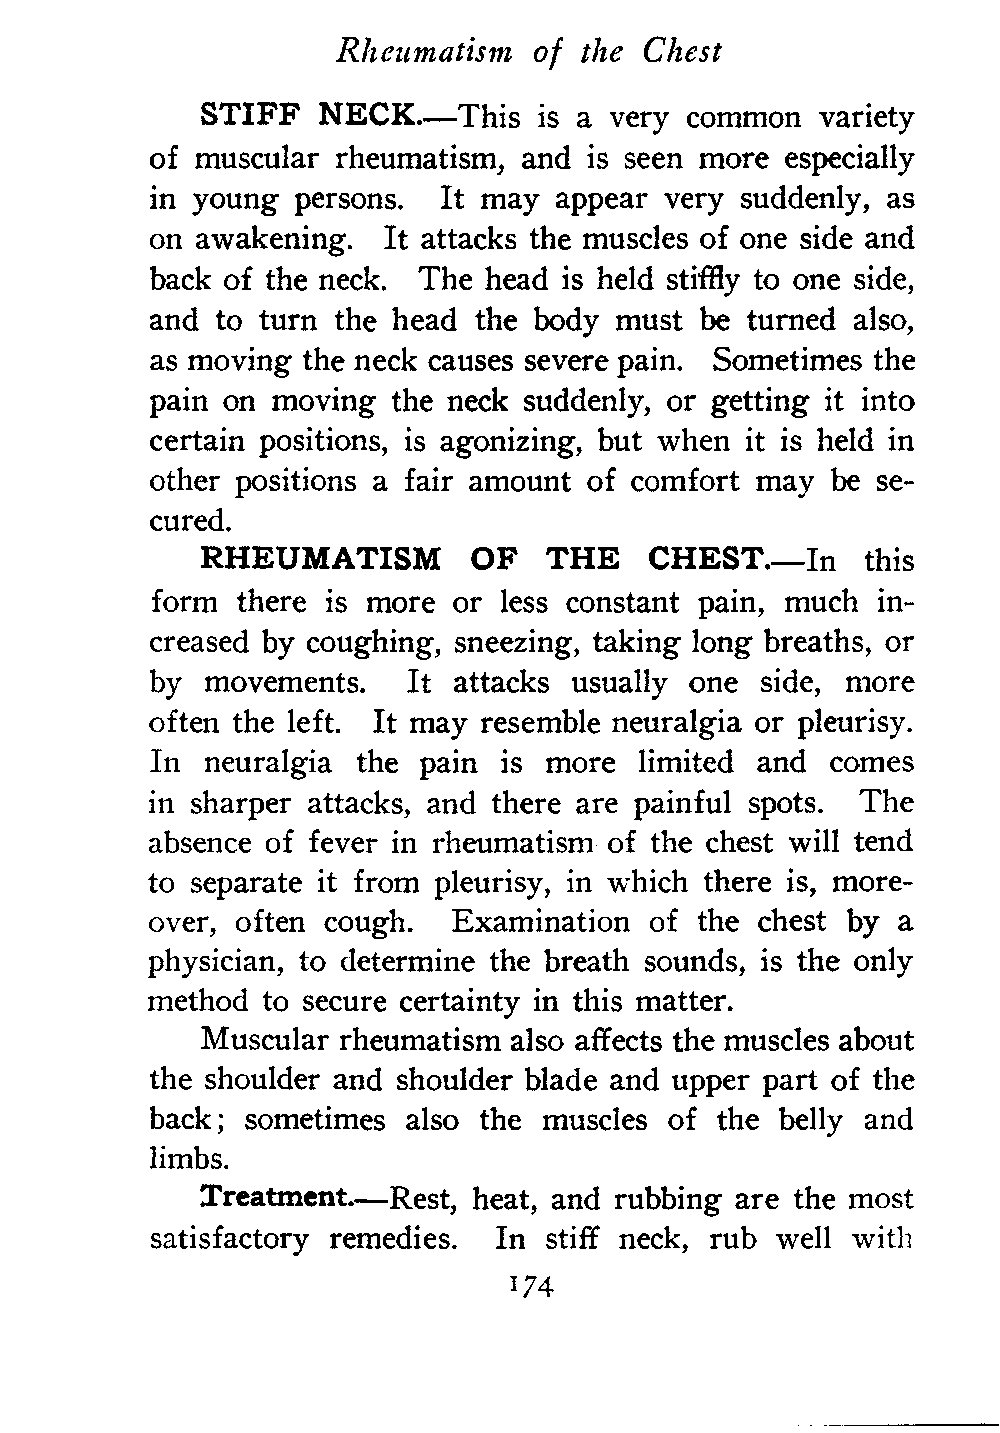 Rheumatism of the Chest
STIFF NECK.—This is a very common variety
of muscular rheumatism, and is seen more especially
in young persons. It may appear very suddenly, as
on awakening. It attacks the muscles of one side and
back of the neck. The head is held stiffly to one side,
and to turn the head the body must be turned also,
as moving the neck causes severe pain. Sometimes the
pain on moving the neck suddenly, or getting it into
certain positions, is agonizing, but when it is held in
other positions a fair amount of comfort may be se-
cured.
RHEUMATISM OF THE CHEST.—In this
form there is more or less constant pain, much in-
creased by coughing, sneezing, taking long breaths, or
by movements. It attacks usually one side, more
often the left. It may resemble neuralgia or pleurisy.
In neuralgia the pain is more limited and comes
in sharper attacks, and there are painful spots. The
absence of fever in rheumatism of the chest will tend
to separate it from pleurisy, in which there is, more-
over, often cough. Examination of the chest by a
physician, to determine the breath sounds, is the only
method to secure certainty in this matter.
Muscular rheumatism also affects the muscles about
the shoulder and shoulder blade and upper part of the
back; sometimes also the muscles of the belly and
limbs.
Treatment.—Rest, heat, and rubbing are the most
satisfactory remedies. In stiff neck, rub well with
174